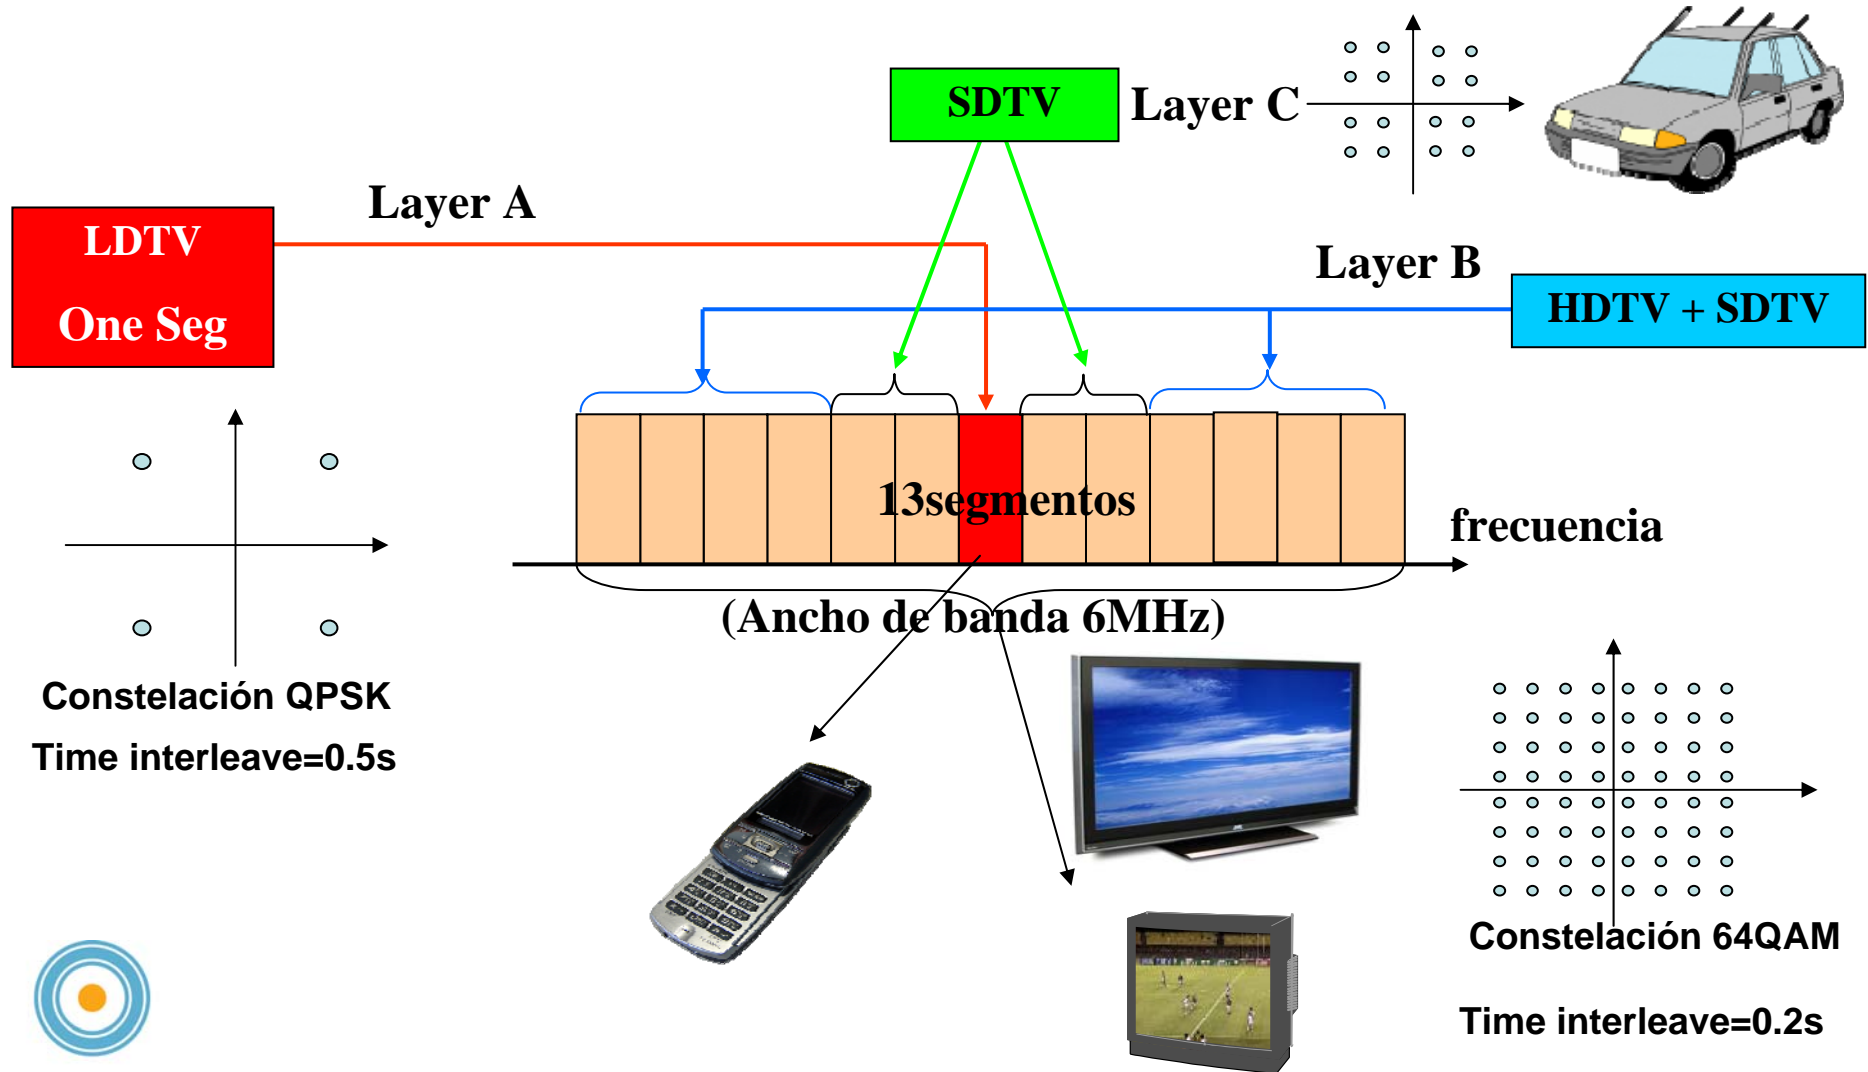 SDTV
Layer C
Layer A
LDTV
One Seg
Layer B
HDTV + SDTV
13segmentos
frecuencia
(Ancho de banda 6MHz)
Constelación QPSK
Time interleave=0.5s
Constelación 64QAM
Time interleave=0.2s